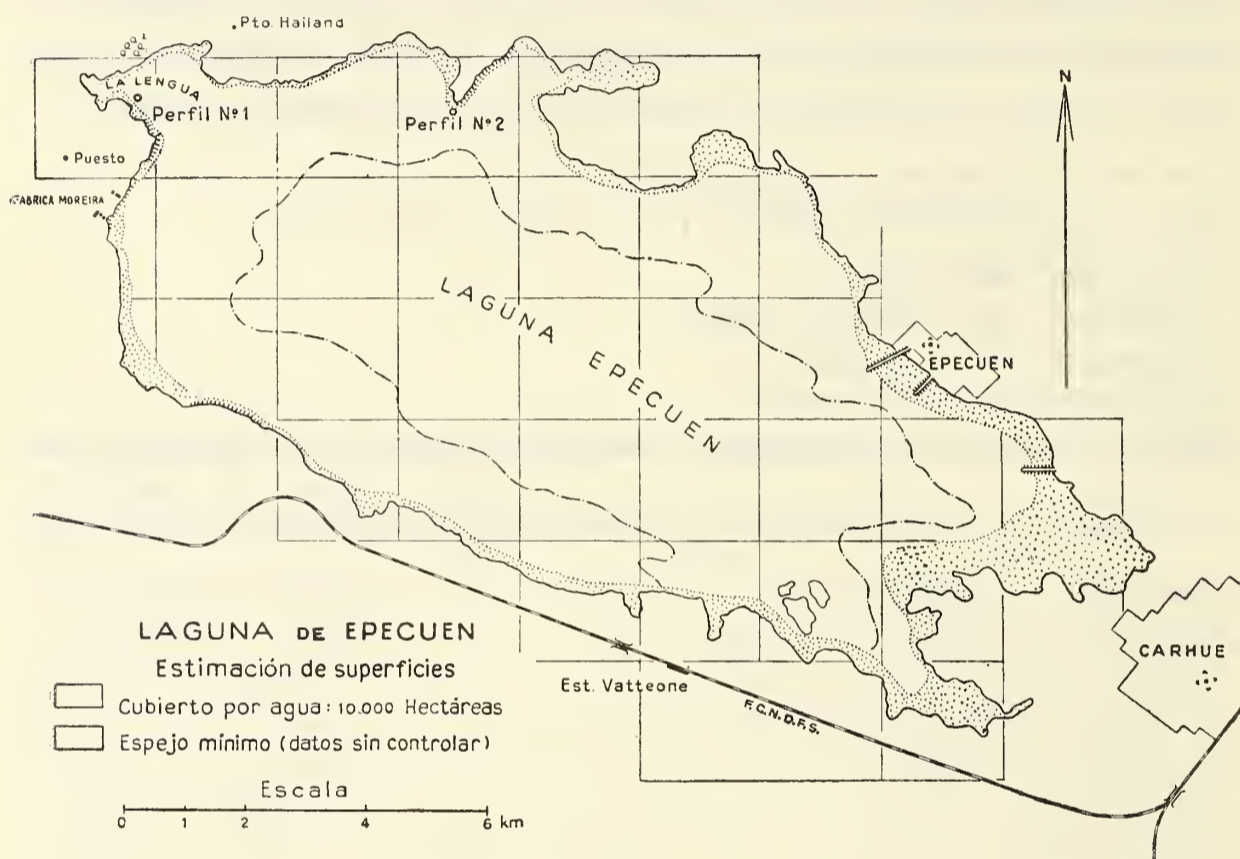 .Pto. Hailand
LA LENGUA
Perfil Nº1
Perfil Nº2
• Puesto
FABRICA MOREIRA
N
LAGUNA EPECUEN
EPECUEN
LAGUNA DE EPECUEN
Estimación de superficies
Cubierto por agua: 10.000 Hectáreas
Espejo mínimo (datos sin controlar)
Escala
0 1 2 4 6 km
Est. Vatteone
F.C.N.D.F.S.
CARHUE